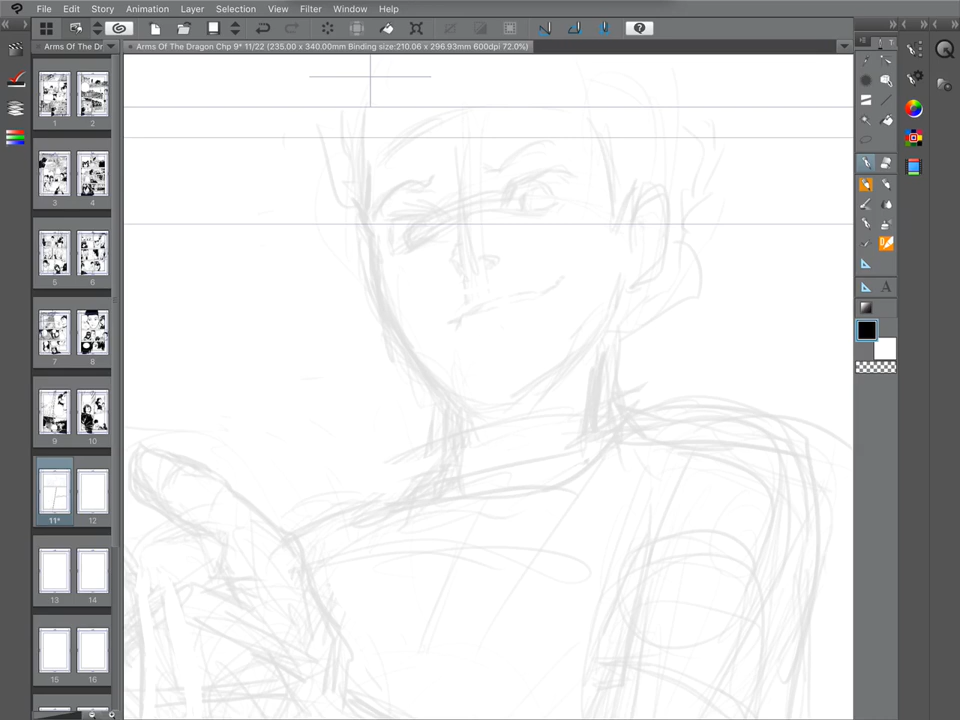 File Edit Story Animation Layer Selection View Filter Window Help
Arms Of The Dr
Arms Of The Dragon Chp 9* 11/22 (235.00 x 340.00mm Binding size:210.06 x 296.93mm 600dpi 72.0%)
1 2
3 4
5 6
7 8
9 10
11* 12
13 14
15 16
T
A